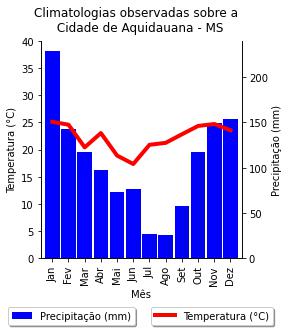 Climatologias observadas sobre a
Cidade de Aquidauana - MS
40
35
30
25
20
15
10
5
0
Temperatura (°C)
200
150
100
50
0
Precipitação (mm)
Jan Fev Mar Abr Mai Jun Jul Ago Set Out Nov Dez
Mês
Precipitação (mm) Temperatura (°C)